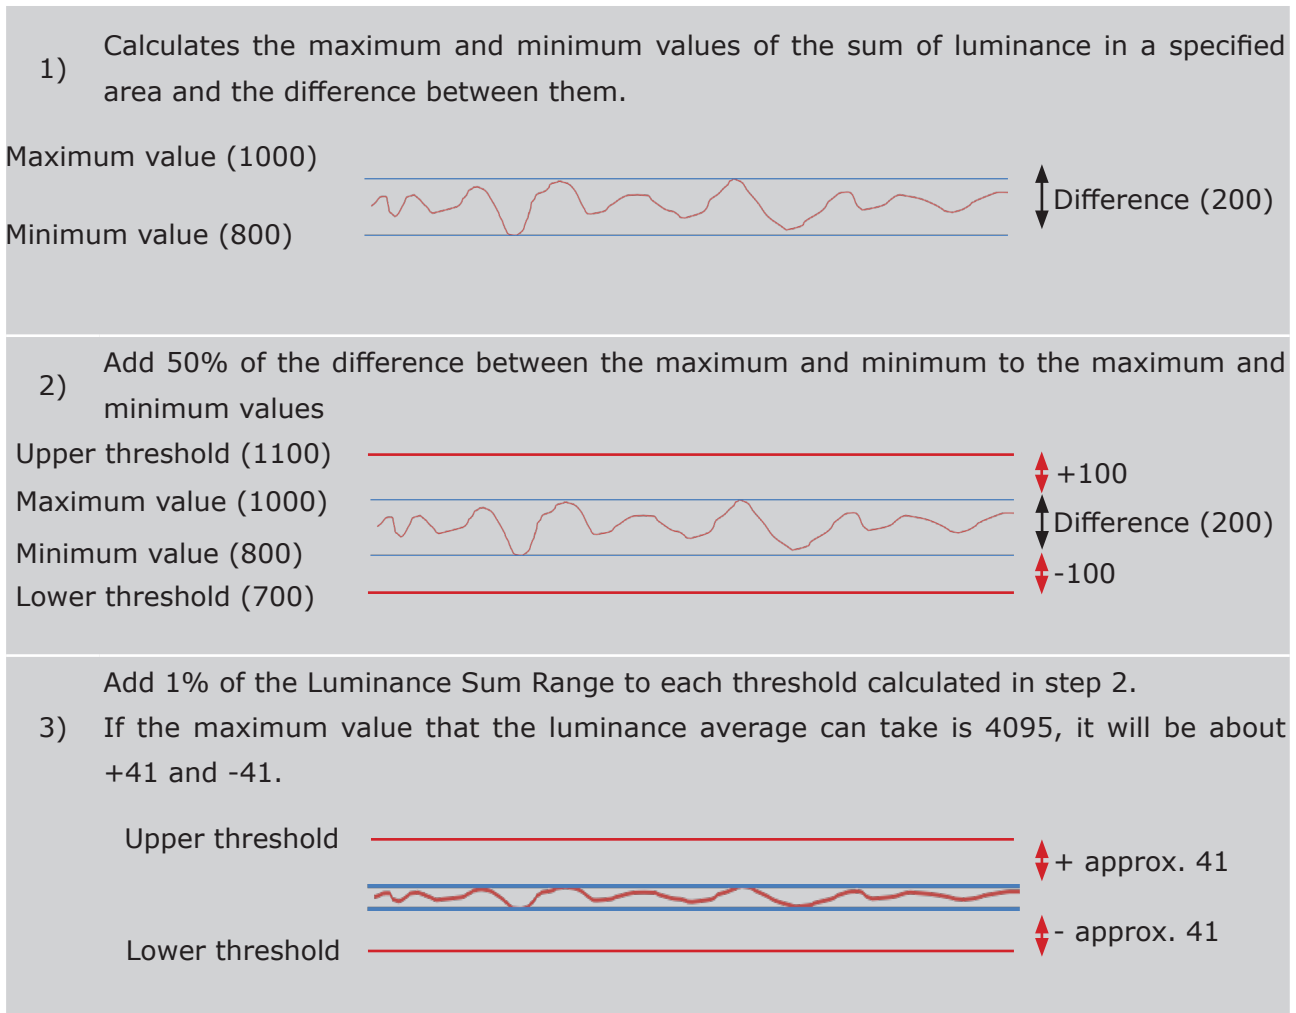 Calculates the maximum and minimum values of the sum of luminance in a specified
1)
area and the difference between them.
Maximum value (1000)
Difference (200)
Minimum value (800)
Add 50% of the difference between the maximum and minimum to the maximum and
2)
minimum values
Upper threshold (1100)
+100
Maximum value (1000)
Difference (200)
Minimum value (800)
-100
Lower threshold (700)
Add 1% of the Luminance Sum Range to each threshold calculated in step 2.
3) If the maximum value that the luminance average can take is 4095, it will be about
+41 and -41.
Upper threshold
+ approx. 41
- approx. 41
Lower threshold